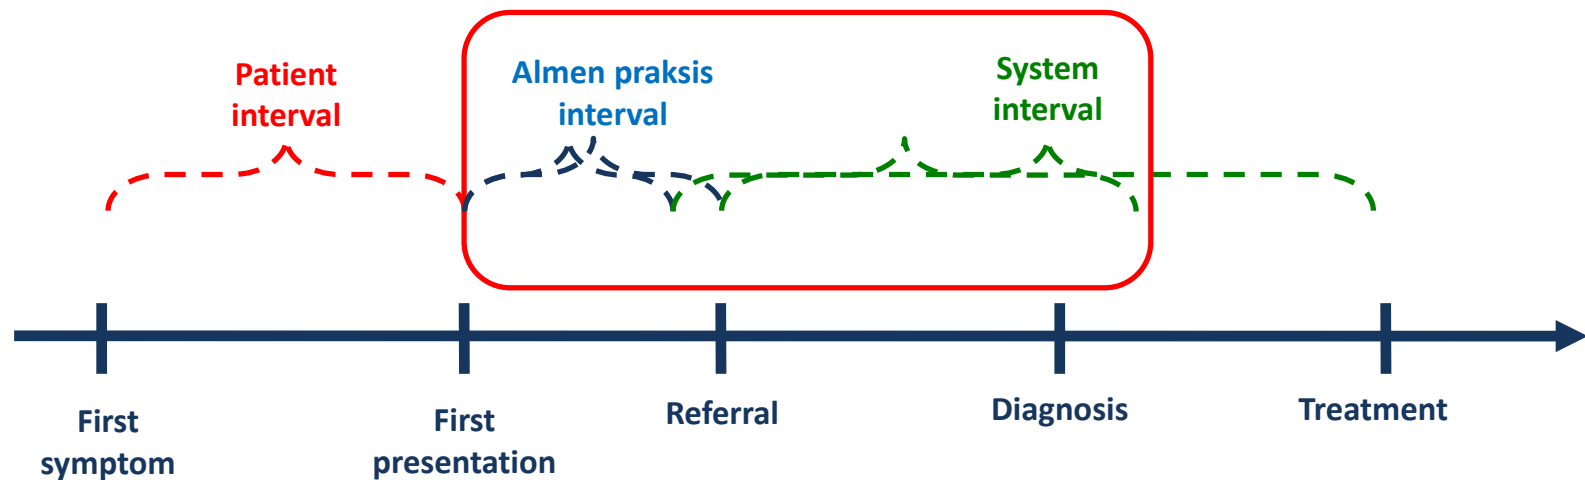 Patient
interval
Almen praksis
interval
System
interval
First
symptom
First
presentation
Referral
Diagnosis
Treatment